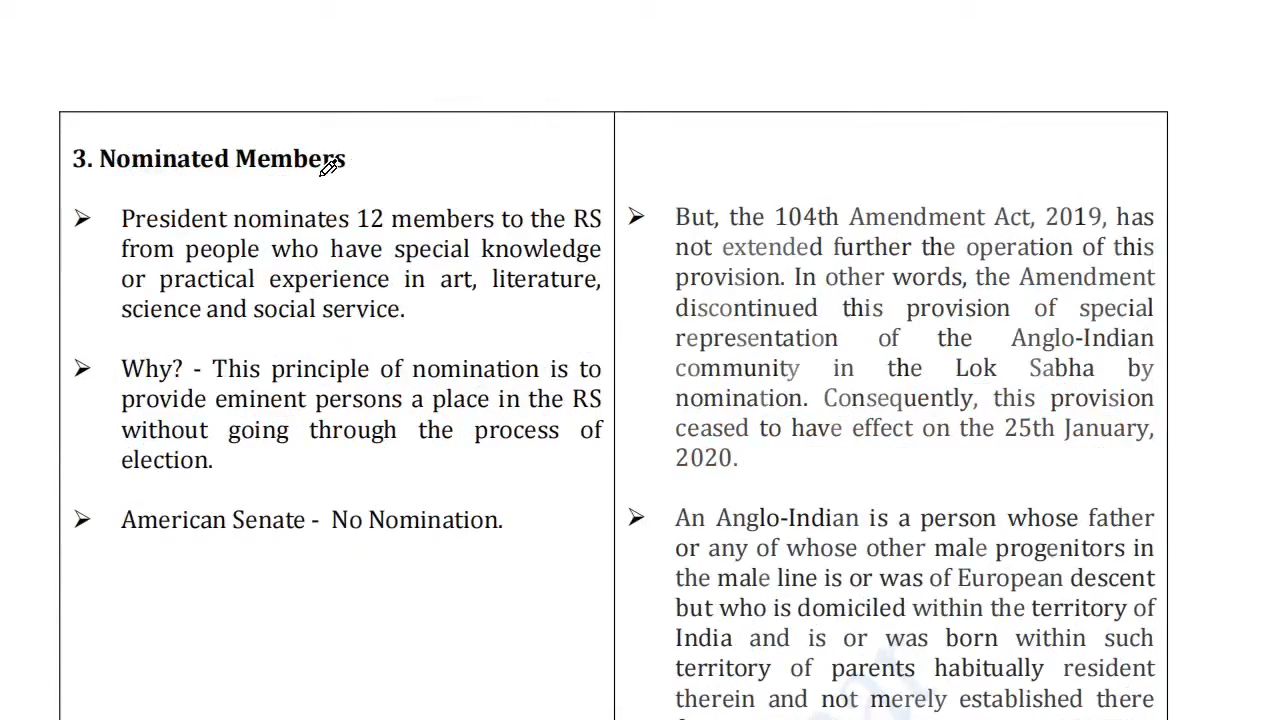 3. Nominated Members
➢ President nominates 12 members to the RS
from people who have special knowledge
or practical experience in art, literature,
science and social service.
➢ Why? - This principle of nomination is to
provide eminent persons a place in the RS
without going through the process of
election.
➢ American Senate - No Nomination.
➢ But, the 104th Amendment Act, 2019, has
not extended further the operation of this
provision. In other words, the Amendment
discontinued this provision of special
representation of the Anglo-Indian
community in the Lok Sabha by
nomination. Consequently, this provision
ceased to have effect on the 25th January,
2020.
➢ An Anglo-Indian is a person whose father
or any of whose other male progenitors in
the male line is or was of European descent
but who is domiciled within the territory of
India and is or was born within such
territory of parents habitually resident
therein and not merely established there